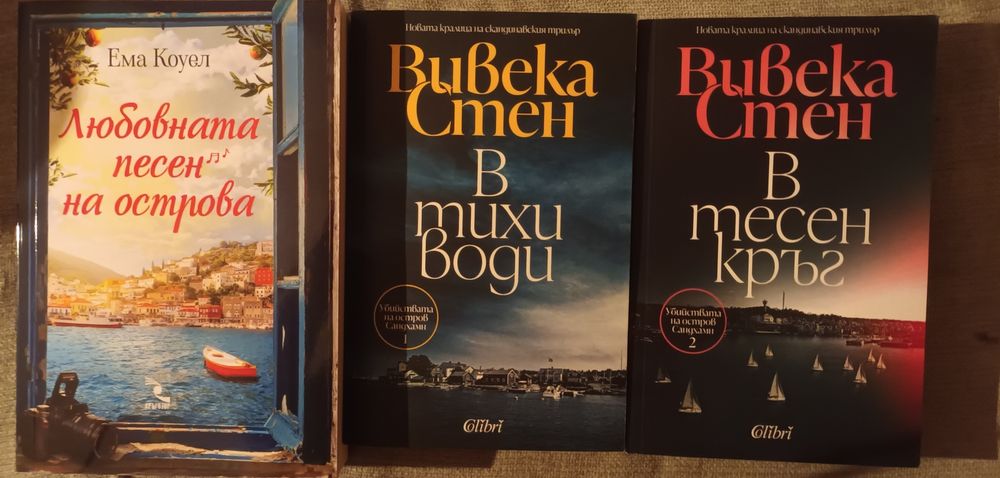 Ема Коуел
Любовната
песен
на острова
Новата кралица на скандинавския трилър
Вивека
Стен
В
тихи
води
Убийствата
на остров
Сандхамн
1
Colibri
Новата кралица на скандинавския трилър
Вивека
Стен
В
тесен
кръг
Убийствата
на остров
Сандхамн
2
Colibri